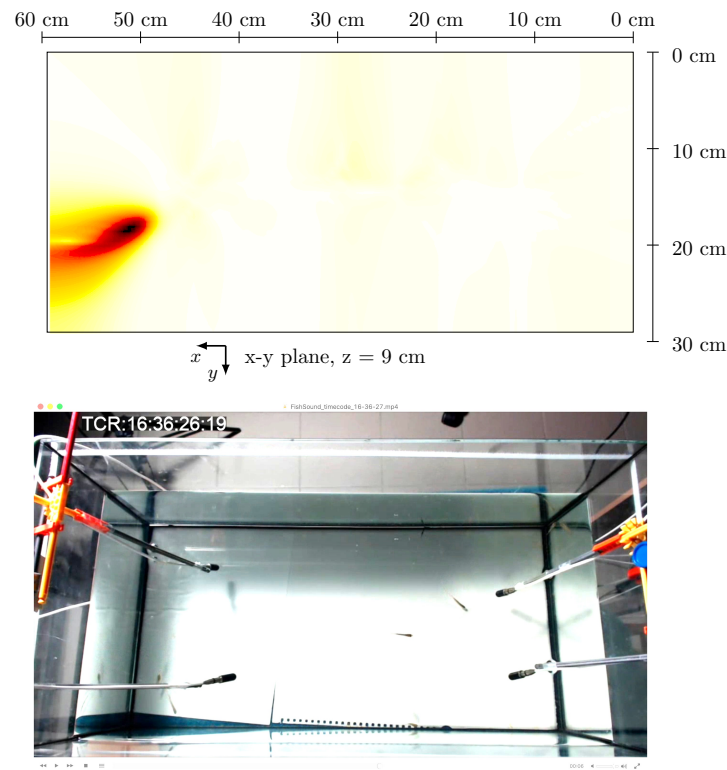 60 cm 50 cm 40 cm 30 cm 20 cm 10 cm 0 cm
0 cm
10 cm
20 cm
30 cm
x
y
x-y plane, z = 9 cm
FishSound_timecode_16-36-27.mp4
TCR:16:36:26:19
00:06